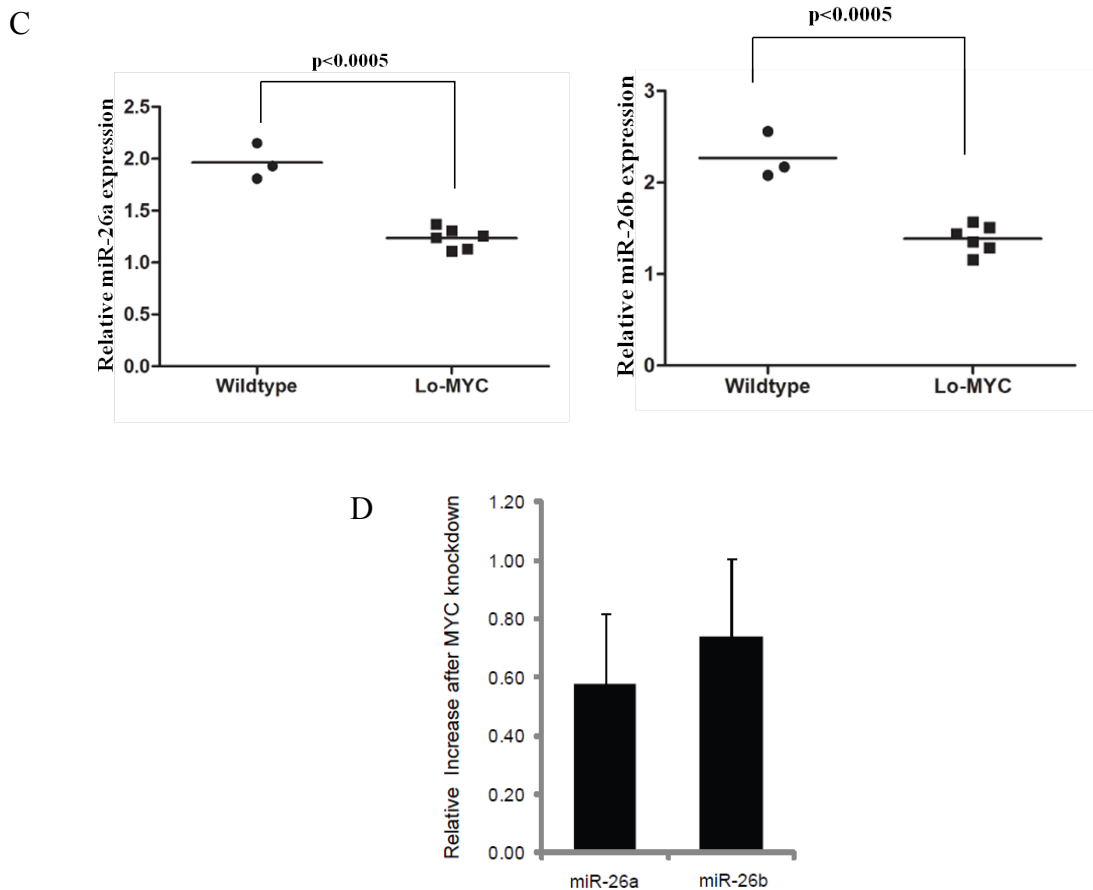 C
p<0.0005
Relative miR-26a expression
2.5
2.0
1.5
1.0
0.5
0.0
Wildtype
Lo-MYC
p<0.0005
Relative miR-26b expression
3
2
1
0
Wildtype
Lo-MYC
D
Relative Increase after MYC knockdown
1.20
1.00
0.80
0.60
0.40
0.20
0.00
miR-26a
miR-26b